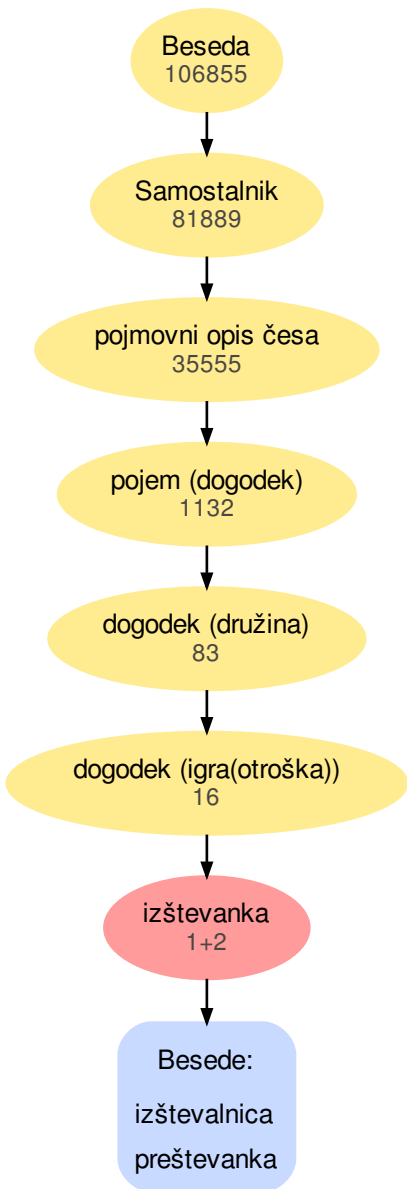 Beseda
106855
Samostalnik
81889
pojmovni opis česa
35555
pojem (dogodek)
1132
dogodek (družina)
83
dogodek (igra(otroška))
16
izštevanka
1+2
Besede:
izštevalnica
preštevanka